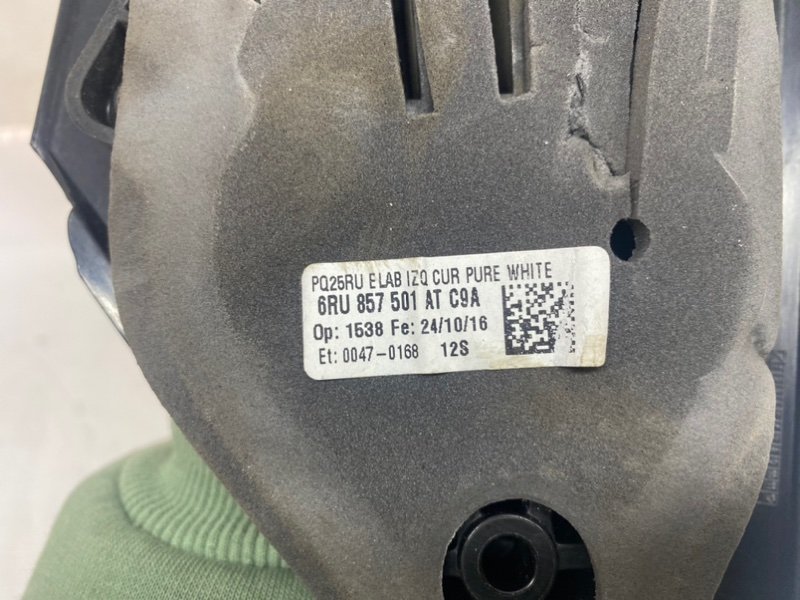 PQ25RU ELAB IZQ CUR PURE WHITE
6RU 857 501 AT C9A
Op: 1538 Fe: 24/10/16
Et: 0047-0168 12S